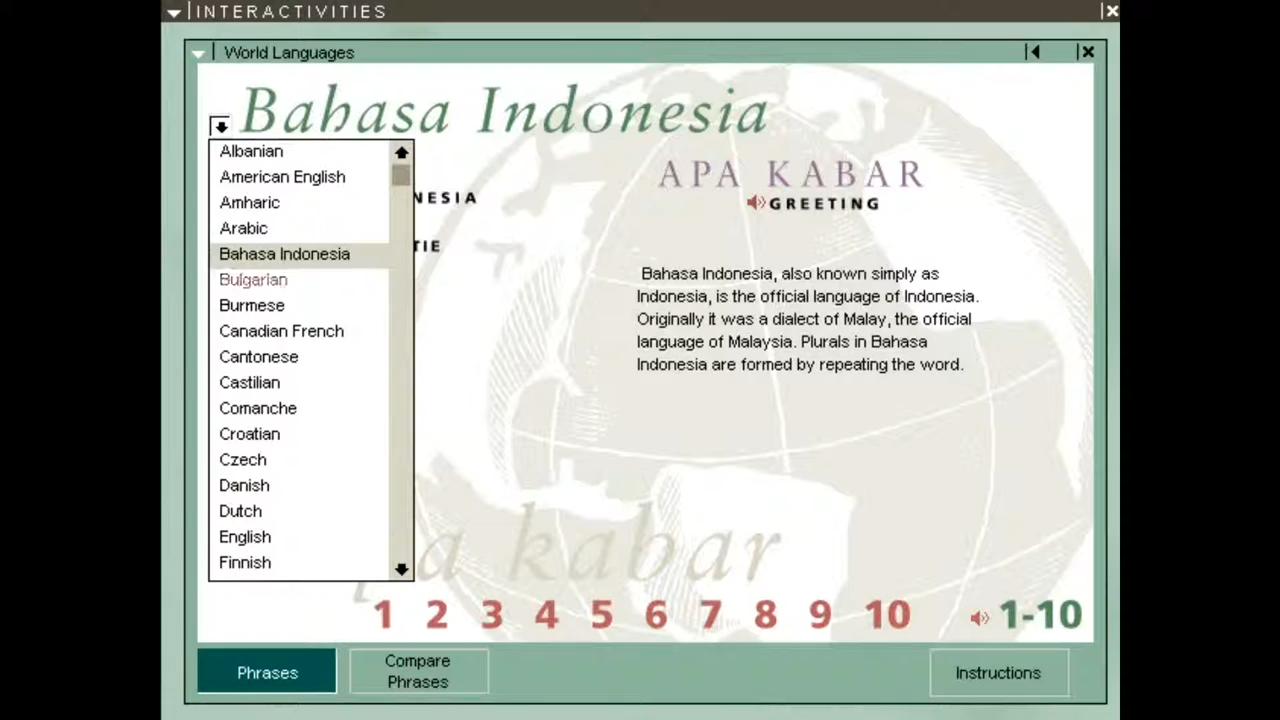 INTERACTIVITIES
World Languages
Bahasa Indonesia
Albanian
American English
Amharic
Arabic
Bahasa Indonesia
Bulgarian
Burmese
Canadian French
Cantonese
Castilian
Comanche
Croatian
Czech
Danish
Dutch
English
Finnish
NESIA
TIE
APA KABAR
GREETING
Bahasa Indonesia, also known simply as
Indonesia, is the official language of Indonesia.
Originally it was a dialect of Malay, the official
language of Malaysia. Plurals in Bahasa
Indonesia are formed by repeating the word.
a kabar
1 2 3 4 5 6 7 8 9 10 1-10
Phrases
Compare
Phrases
Instructions